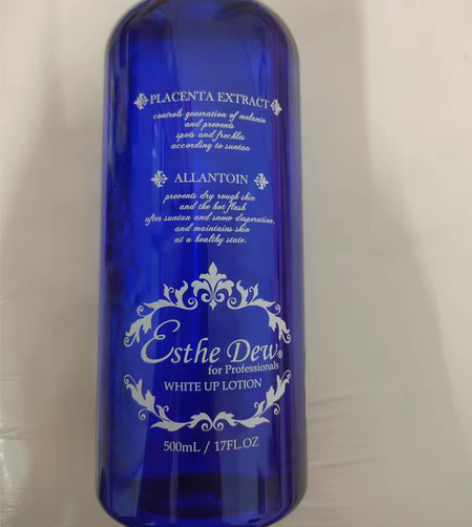 PLACENTA EXTRACT
controls generation of melanin
and prevents
spots and freckles
according to suntan
ALLANTOIN
prevents dry rough skin
and the hot flash
after suntan and snow desperation,
and maintains skin
at a healthy state.
Esthe Dew®
for Professionals
WHITE UP LOTION
500mL / 17FL.OZ